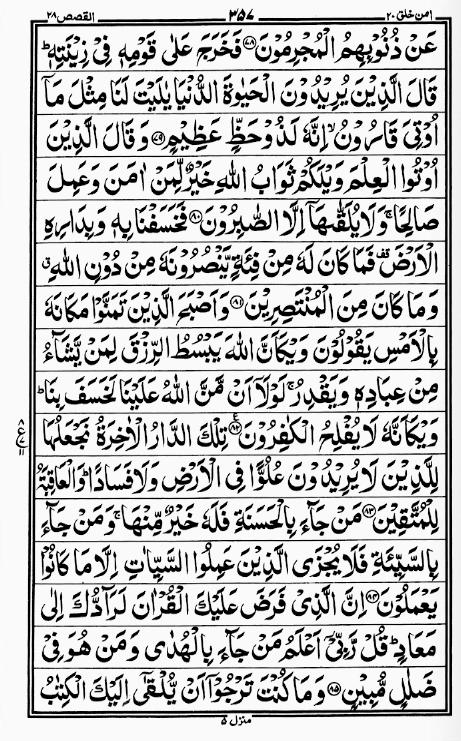 امن خلق ٢٠ ٣٥٧ القصص ٢٨
عَنْ ذُنُوْبِهِمُ الْمُجْرِمُوْنَ ﴿٧٨﴾ فَخَرَجَ عَلٰى قَوْمِهٖ فِيْ زِيْنَتِهٖ ؕ
قَالَ الَّذِيْنَ يُرِيْدُوْنَ الْحَيٰوةَ الدُّنْيَا يٰلَيْتَ لَنَا مِثْلَ مَاۤ
اُوْتِيَ قَارُوْنُ ۙ اِنَّهٗ لَذُوْ حَظٍّ عَظِيْمٍ ﴿٧٩﴾ وَ قَالَ الَّذِيْنَ
اُوْتُوا الْعِلْمَ وَيْلَكُمْ ثَوَابُ اللّٰهِ خَيْرٌ لِّمَنْ اٰمَنَ وَ عَمِلَ
صَالِحًا ۚ وَ لَا يُلَقّٰىهَاۤ اِلَّا الصّٰبِرُوْنَ ﴿٨٠﴾ فَخَسَفْنَا بِهٖ وَ بِدَارِهِ
الْاَرْضَ ۫ فَمَا كَانَ لَهٗ مِنْ فِئَةٍ يَّنْصُرُوْنَهٗ مِنْ دُوْنِ اللّٰهِ ۗ
وَ مَا كَانَ مِنَ الْمُنْتَصِرِيْنَ ﴿٨١﴾ وَ اَصْبَحَ الَّذِيْنَ تَمَنَّوْا مَكَانَهٗ
بِالْاَمْسِ يَقُوْلُوْنَ وَيْكَاَنَّ اللّٰهَ يَبْسُطُ الرِّزْقَ لِمَنْ يَّشَآءُ
مِنْ عِبَادِهٖ وَ يَقْدِرُ ۚ لَوْلَاۤ اَنْ مَّنَّ اللّٰهُ عَلَيْنَا لَخَسَفَ بِنَا ؕ
وَيْكَاَنَّهٗ لَا يُفْلِحُ الْكٰفِرُوْنَ ﴿٨٢﴾ تِلْكَ الدَّارُ الْاٰخِرَةُ نَجْعَلُهَا
لِلَّذِيْنَ لَا يُرِيْدُوْنَ عُلُوًّا فِي الْاَرْضِ وَ لَا فَسَادًا ؕ وَ الْعَاقِبَةُ
لِلْمُتَّقِيْنَ ﴿٨٣﴾ مَنْ جَآءَ بِالْحَسَنَةِ فَلَهٗ خَيْرٌ مِّنْهَا ۚ وَ مَنْ جَآءَ
بِالسَّيِّئَةِ فَلَا يُجْزَى الَّذِيْنَ عَمِلُوا السَّيِّاٰتِ اِلَّا مَا كَانُوْا
يَعْمَلُوْنَ ﴿٨٤﴾ اِنَّ الَّذِيْ فَرَضَ عَلَيْكَ الْقُرْاٰنَ لَرَآدُّكَ اِلٰى
مَعَادٍ ؕ قُلْ رَّبِّيْۤ اَعْلَمُ مَنْ جَآءَ بِالْهُدٰى وَ مَنْ هُوَ فِيْ
ضَلٰلٍ مُّبِيْنٍ ﴿٨٥﴾ وَ مَا كُنْتَ تَرْجُوْۤا اَنْ يُّلْقٰۤى اِلَيْكَ الْكِتٰبُ
منزل ٥